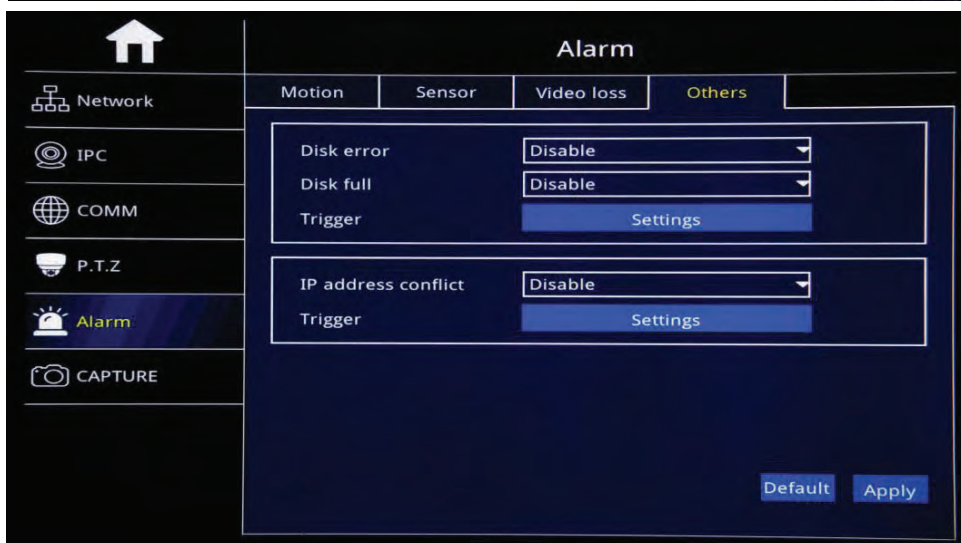 Alarm
Network
IPC
COMM
P.T.Z
Alarm
CAPTURE
Motion Sensor Video loss Others
Disk error Disable
Disk full Disable
Trigger Settings
IP address conflict Disable
Trigger Settings
Default Apply